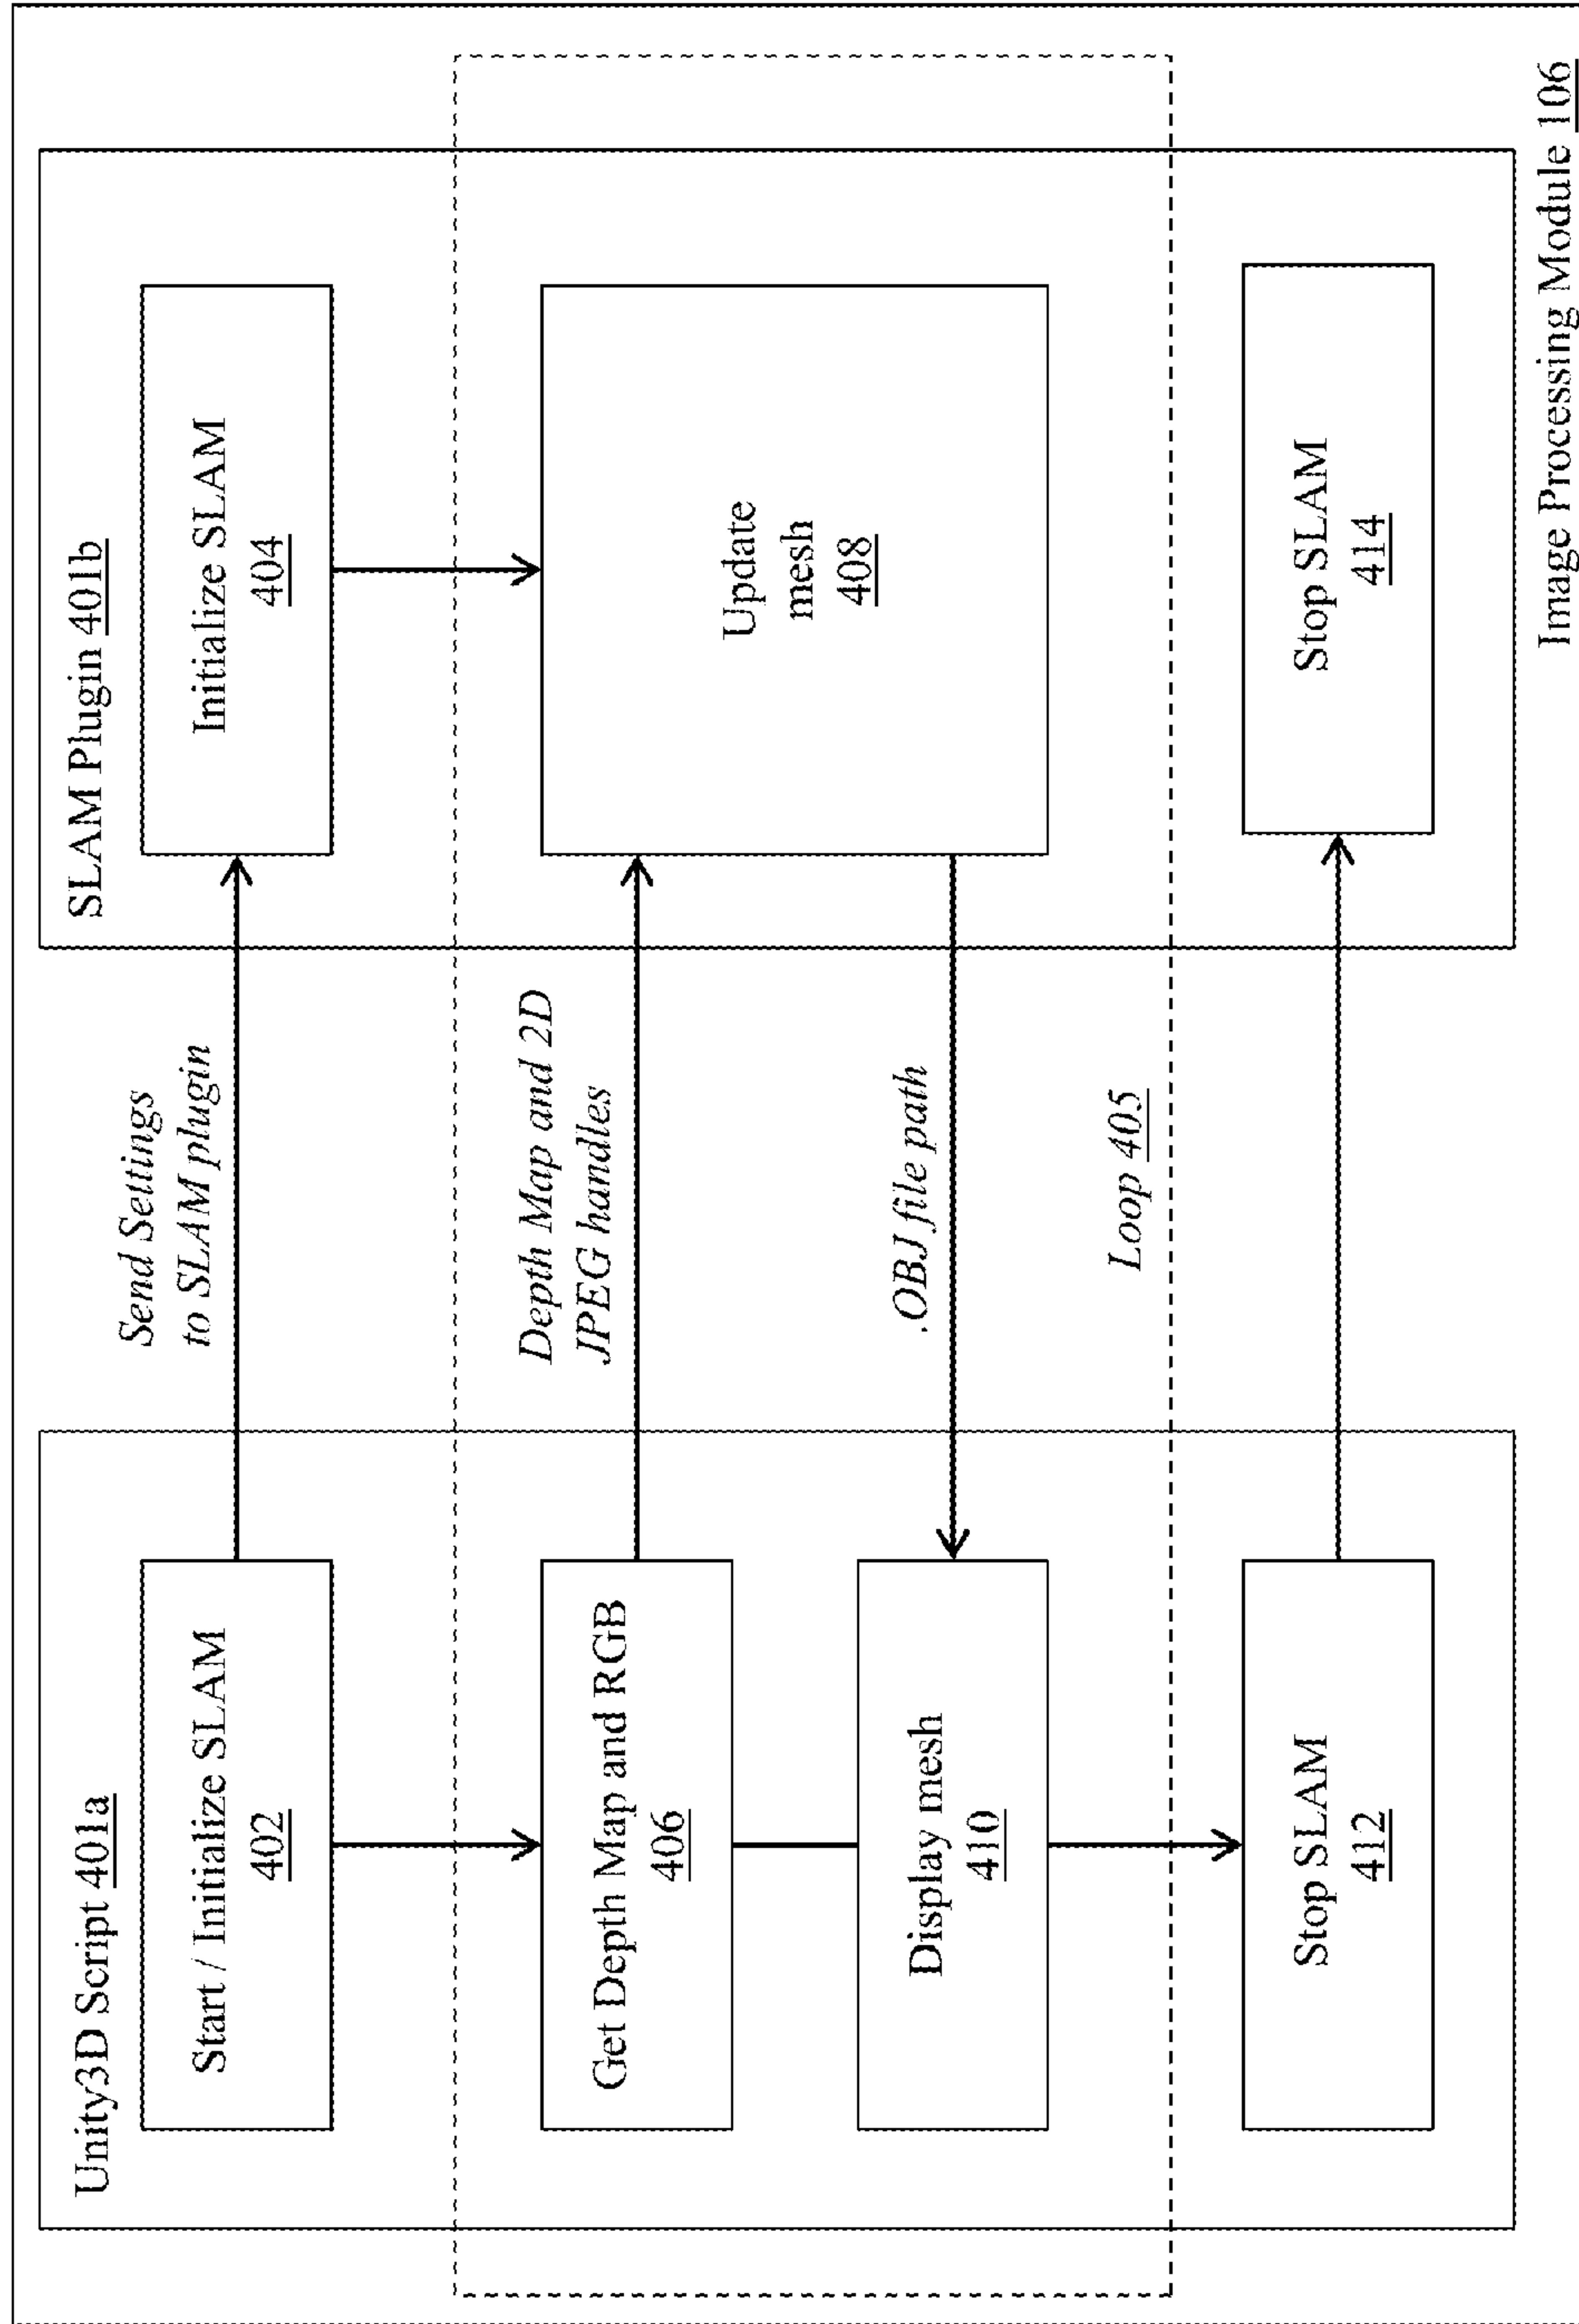 Unity3D Script 401a
SLAM Plugin 401b
Start / Initialize SLAM
402
Send Settings
to SLAM plugin
Initialize SLAM
404
Get Depth Map and RGB
406
Depth Map and 2D
JPEG handles
Update
mesh
408
Display mesh
410
.OBJ file path
Loop 405
Stop SLAM
412
Stop SLAM
414
Image Processing Module 106